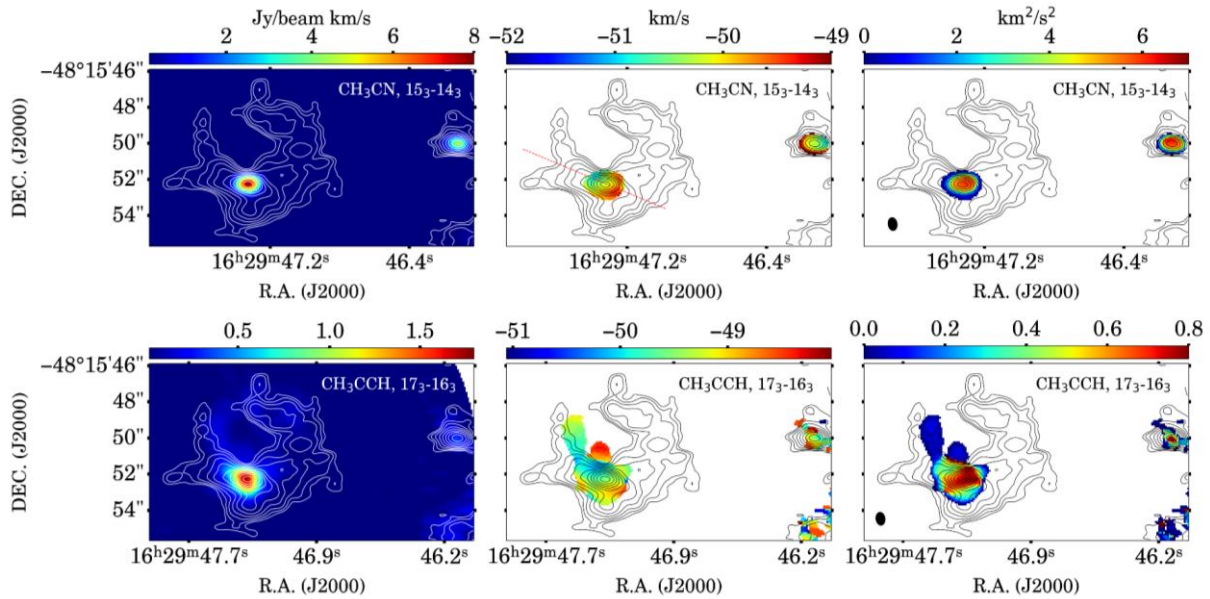 Jy/beam km/s
km/s
km²/s²
2 4 6 8
−52 −51 −50 −49
0 2 4 6
−48°15'46"
48"
50"
52"
54"
DEC. (J2000)
CH₃CN, 15₃-14₃
CH₃CN, 15₃-14₃
CH₃CN, 15₃-14₃
16ʰ29ᵐ47.2ˢ 46.4ˢ
16ʰ29ᵐ47.2ˢ 46.4ˢ
16ʰ29ᵐ47.2ˢ 46.4ˢ
R.A. (J2000)
R.A. (J2000)
R.A. (J2000)
0.5 1.0 1.5
−51 −50 −49
0.0 0.2 0.4 0.6 0.8
−48°15'46"
48"
50"
52"
54"
DEC. (J2000)
CH₃CCH, 17₃-16₃
CH₃CCH, 17₃-16₃
CH₃CCH, 17₃-16₃
16ʰ29ᵐ47.7ˢ 46.9ˢ 46.2ˢ
16ʰ29ᵐ47.7ˢ 46.9ˢ 46.2ˢ
16ʰ29ᵐ47.7ˢ 46.9ˢ 46.2ˢ
R.A. (J2000)
R.A. (J2000)
R.A. (J2000)